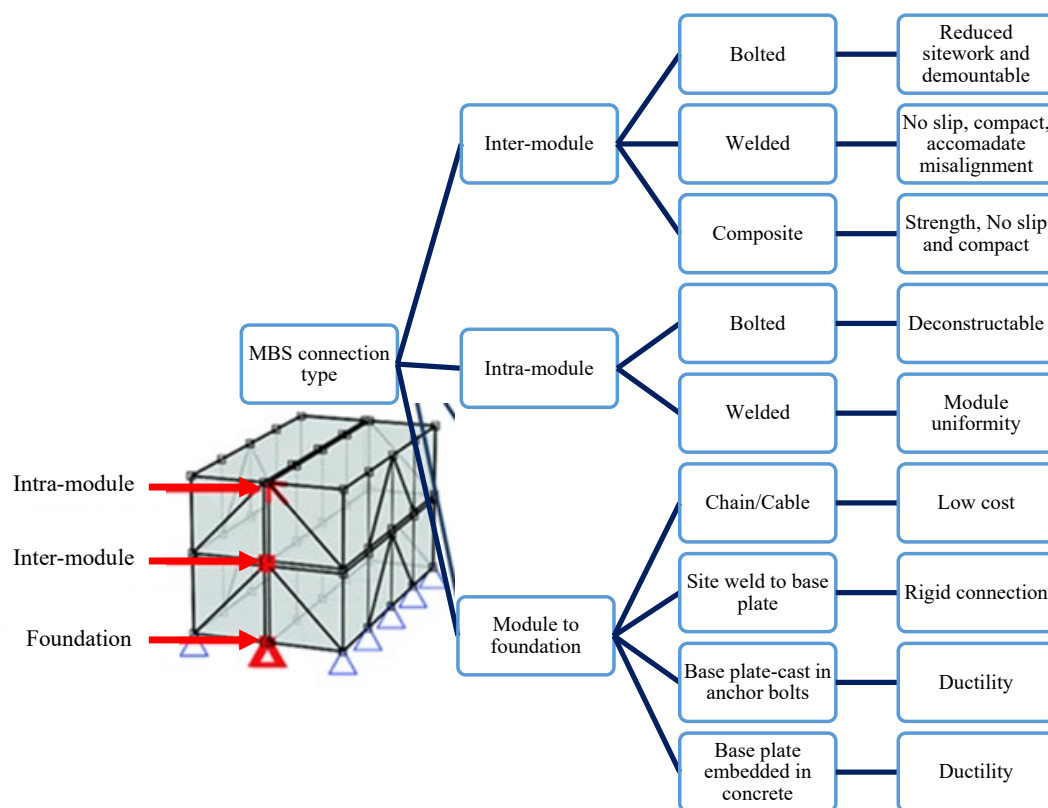 MBS connection
type
Inter-module
Bolted
Reduced
sitework and
demountable
Welded
No slip, compact,
accomadate
misalignment
Composite
Strength, No slip
and compact
Intra-module
Bolted
Deconstructable
Welded
Module
uniformity
Module to
foundation
Chain/Cable
Low cost
Site weld to base
plate
Rigid connection
Base plate-cast in
anchor bolts
Ductility
Base plate
embedded in
concrete
Ductility
Intra-module
Inter-module
Foundation